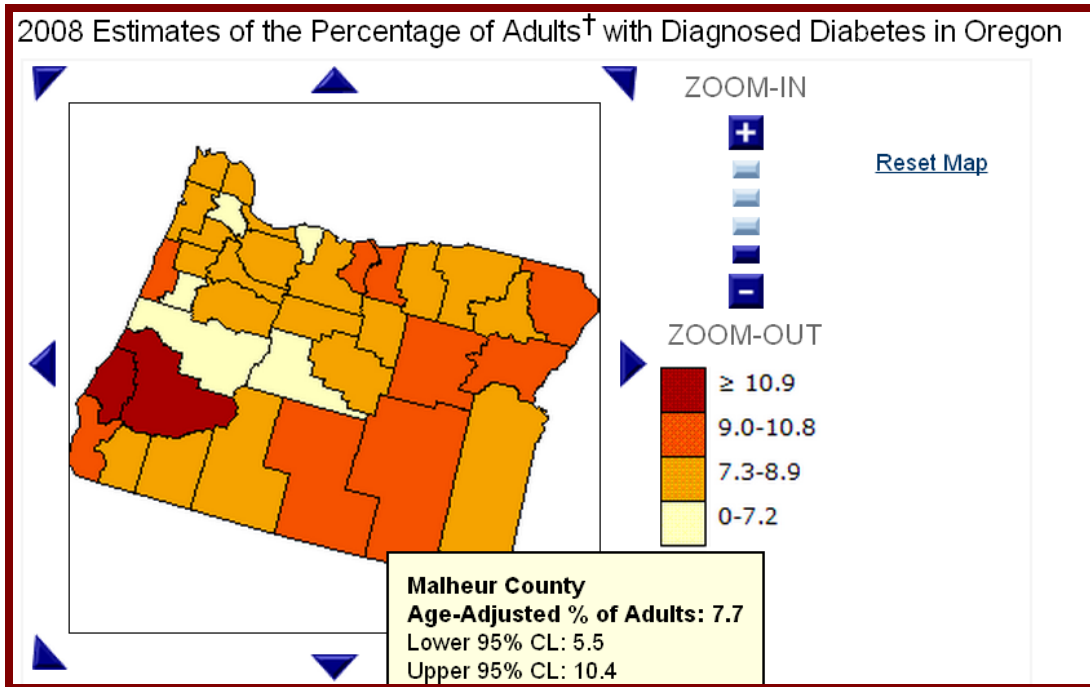 2008 Estimates of the Percentage of Adults† with Diagnosed Diabetes in Oregon
ZOOM-IN
+
Reset Map
-
ZOOM-OUT
≥ 10.9
9.0-10.8
7.3-8.9
0-7.2
Malheur County
Age-Adjusted % of Adults: 7.7
Lower 95% CL: 5.5
Upper 95% CL: 10.4